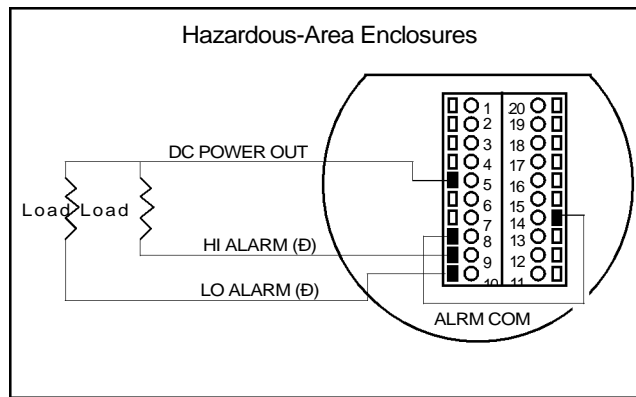 Hazardous-Area Enclosures
1 20
2 19
3 18
4 17
DC POWER OUT
5 16
6 15
7 14
Load Load
8 13
HI ALARM (Đ)
9 12
LO ALARM (Đ)
10 11
ALRM COM